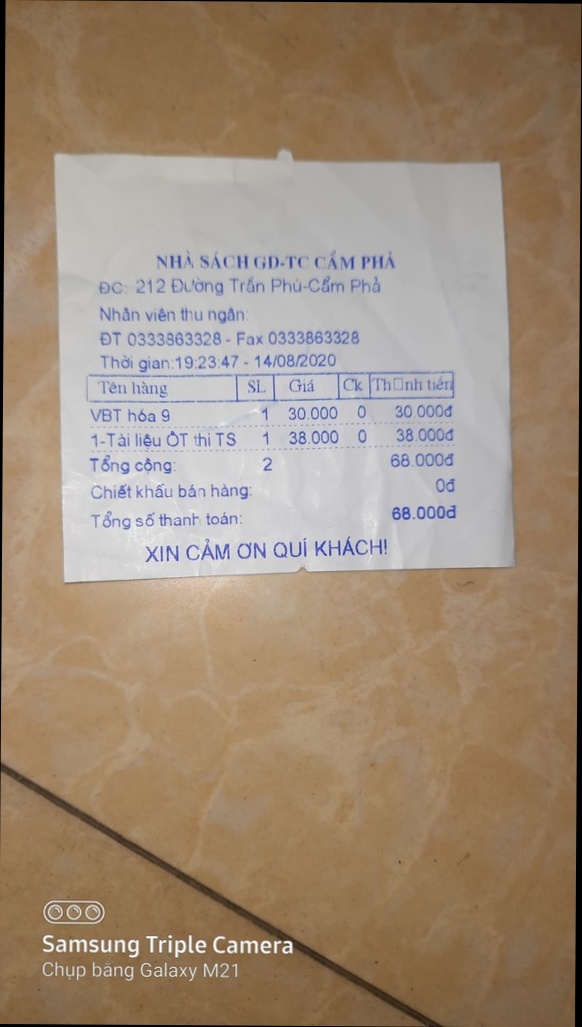 NHÀ SÁCH GD-TC CẨM PHẢ
ĐC: 212 Đường Trần Phú-Cẩm Phả
Nhân viên thu ngân:
ĐT 0333863328 - Fax 0333863328
Thời gian:19:23:47 - 14/08/2020
Tên hàng SL Giá Ck Th□nh tiền
VBT hóa 9 1 30.000 0 30.000đ
1-Tài liệu ÔT thi TS 1 38.000 0 38.000đ
Tổng cộng: 2 68.000đ
Chiết khấu bán hàng: 0đ
Tổng số thanh toán: 68.000đ
XIN CẢM ƠN QUÍ KHÁCH!
Samsung Triple Camera
Chụp bằng Galaxy M21